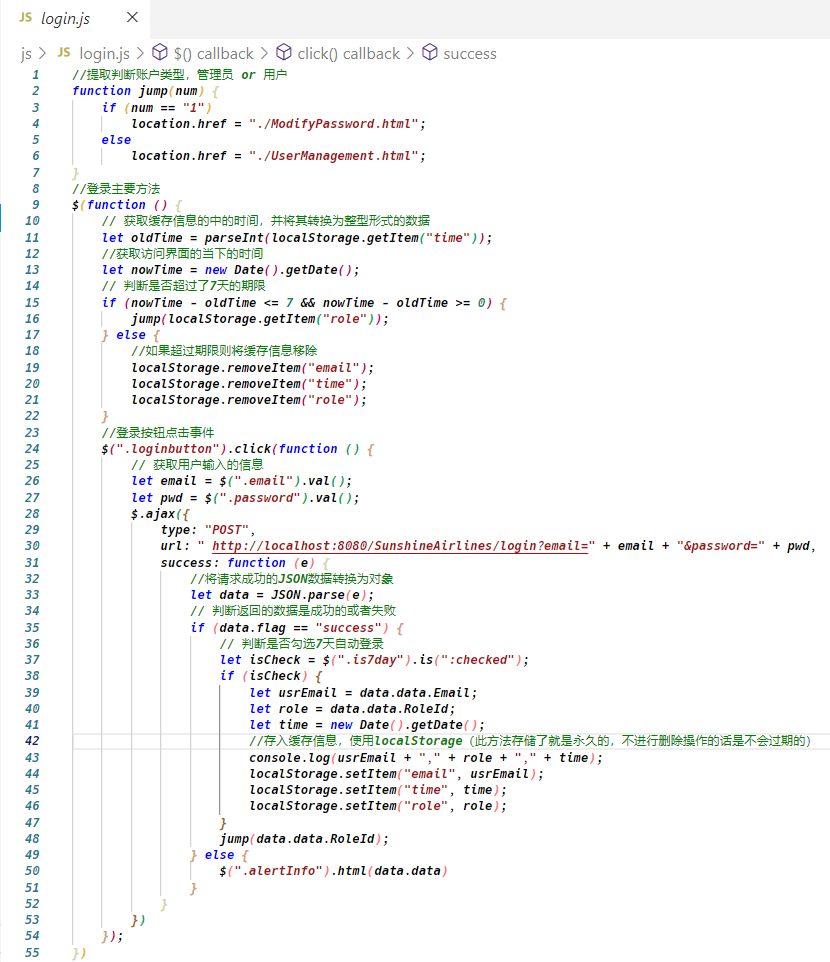 JS login.js ×
js > JS login.js > $() callback > click() callback > success
1 //提取判断账户类型，管理员 or 用户
2 function jump(num) {
3 if (num == "1")
4 location.href = "./ModifyPassword.html";
5 else
6 location.href = "./UserManagement.html";
7 }
8 //登录主要方法
9 $(function () {
10 // 获取缓存信息的中的时间，并将其转换为整型形式的数据
11 let oldTime = parseInt(localStorage.getItem("time"));
12 //获取访问界面的当下的时间
13 let nowTime = new Date().getDate();
14 // 判断是否超过了7天的期限
15 if (nowTime - oldTime <= 7 && nowTime - oldTime >= 0) {
16 jump(localStorage.getItem("role"));
17 } else {
18 //如果超过期限则将缓存信息移除
19 localStorage.removeItem("email");
20 localStorage.removeItem("time");
21 localStorage.removeItem("role");
22 }
23 //登录按钮点击事件
24 $(".loginbutton").click(function () {
25 // 获取用户输入的信息
26 let email = $(".email").val();
27 let pwd = $(".password").val();
28 $.ajax({
29 type: "POST",
30 url: " http://localhost:8080/SunshineAirlines/login?email=" + email + "&password=" + pwd,
31 success: function (e) {
32 //将请求成功的JSON数据转换为对象
33 let data = JSON.parse(e);
34 // 判断返回的数据是成功的或者失败
35 if (data.flag == "success") {
36 // 判断是否勾选7天自动登录
37 let isCheck = $(".is7day").is(":checked");
38 if (isCheck) {
39 let usrEmail = data.data.Email;
40 let role = data.data.RoleId;
41 let time = new Date().getDate();
42 //存入缓存信息，使用localStorage（此方法存储了就是永久的，不进行删除操作的话是不会过期的）
43 console.log(usrEmail + "," + role + "," + time);
44 localStorage.setItem("email", usrEmail);
45 localStorage.setItem("time", time);
46 localStorage.setItem("role", role);
47 }
48 jump(data.data.RoleId);
49 } else {
50 $(".alertInfo").html(data.data)
51 }
52 }
53 })
54 });
55 })